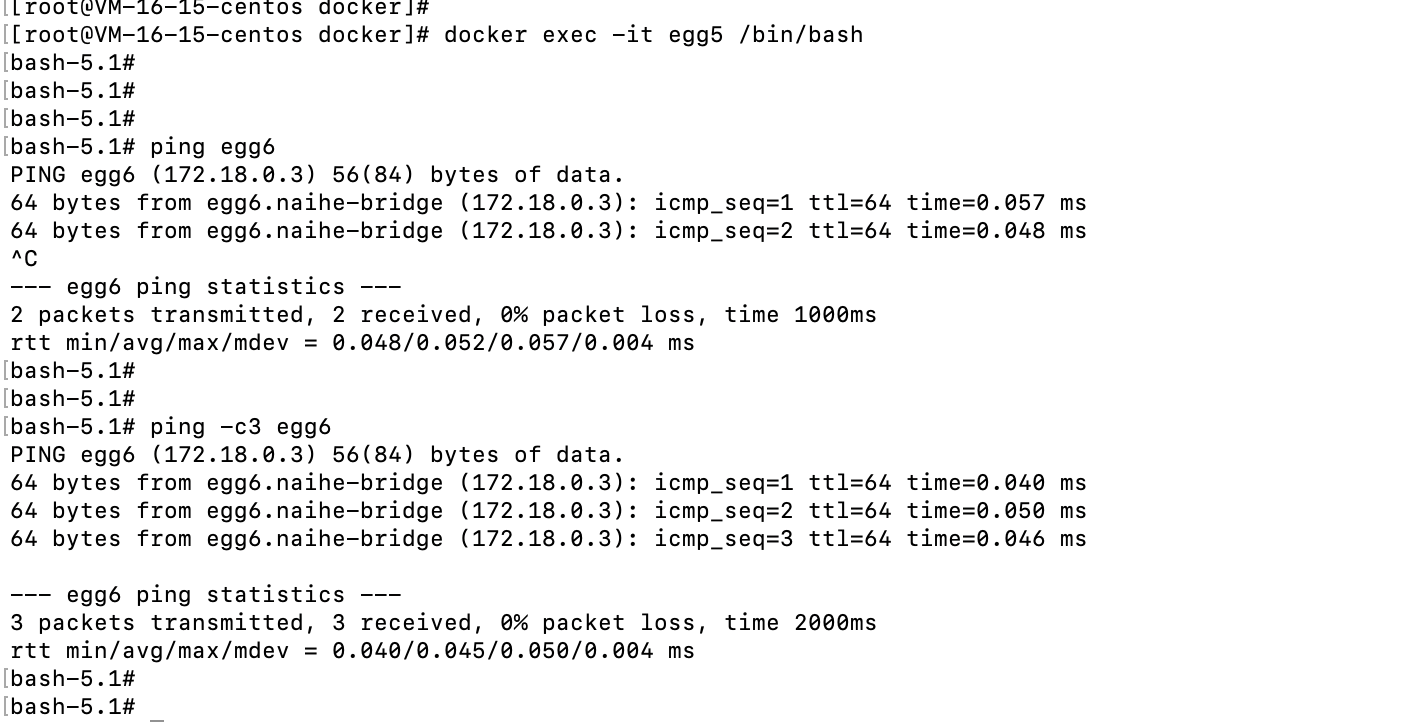 [[root@VM-16-15-centos docker]#
[[root@VM-16-15-centos docker]# docker exec -it egg5 /bin/bash
[bash-5.1#
[bash-5.1#
[bash-5.1#
[bash-5.1# ping egg6
PING egg6 (172.18.0.3) 56(84) bytes of data.
64 bytes from egg6.naihe-bridge (172.18.0.3): icmp_seq=1 ttl=64 time=0.057 ms
64 bytes from egg6.naihe-bridge (172.18.0.3): icmp_seq=2 ttl=64 time=0.048 ms
^C
--- egg6 ping statistics ---
2 packets transmitted, 2 received, 0% packet loss, time 1000ms
rtt min/avg/max/mdev = 0.048/0.052/0.057/0.004 ms
[bash-5.1#
[bash-5.1#
[bash-5.1# ping -c3 egg6
PING egg6 (172.18.0.3) 56(84) bytes of data.
64 bytes from egg6.naihe-bridge (172.18.0.3): icmp_seq=1 ttl=64 time=0.040 ms
64 bytes from egg6.naihe-bridge (172.18.0.3): icmp_seq=2 ttl=64 time=0.050 ms
64 bytes from egg6.naihe-bridge (172.18.0.3): icmp_seq=3 ttl=64 time=0.046 ms
--- egg6 ping statistics ---
3 packets transmitted, 3 received, 0% packet loss, time 2000ms
rtt min/avg/max/mdev = 0.040/0.045/0.050/0.004 ms
[bash-5.1#
[bash-5.1#